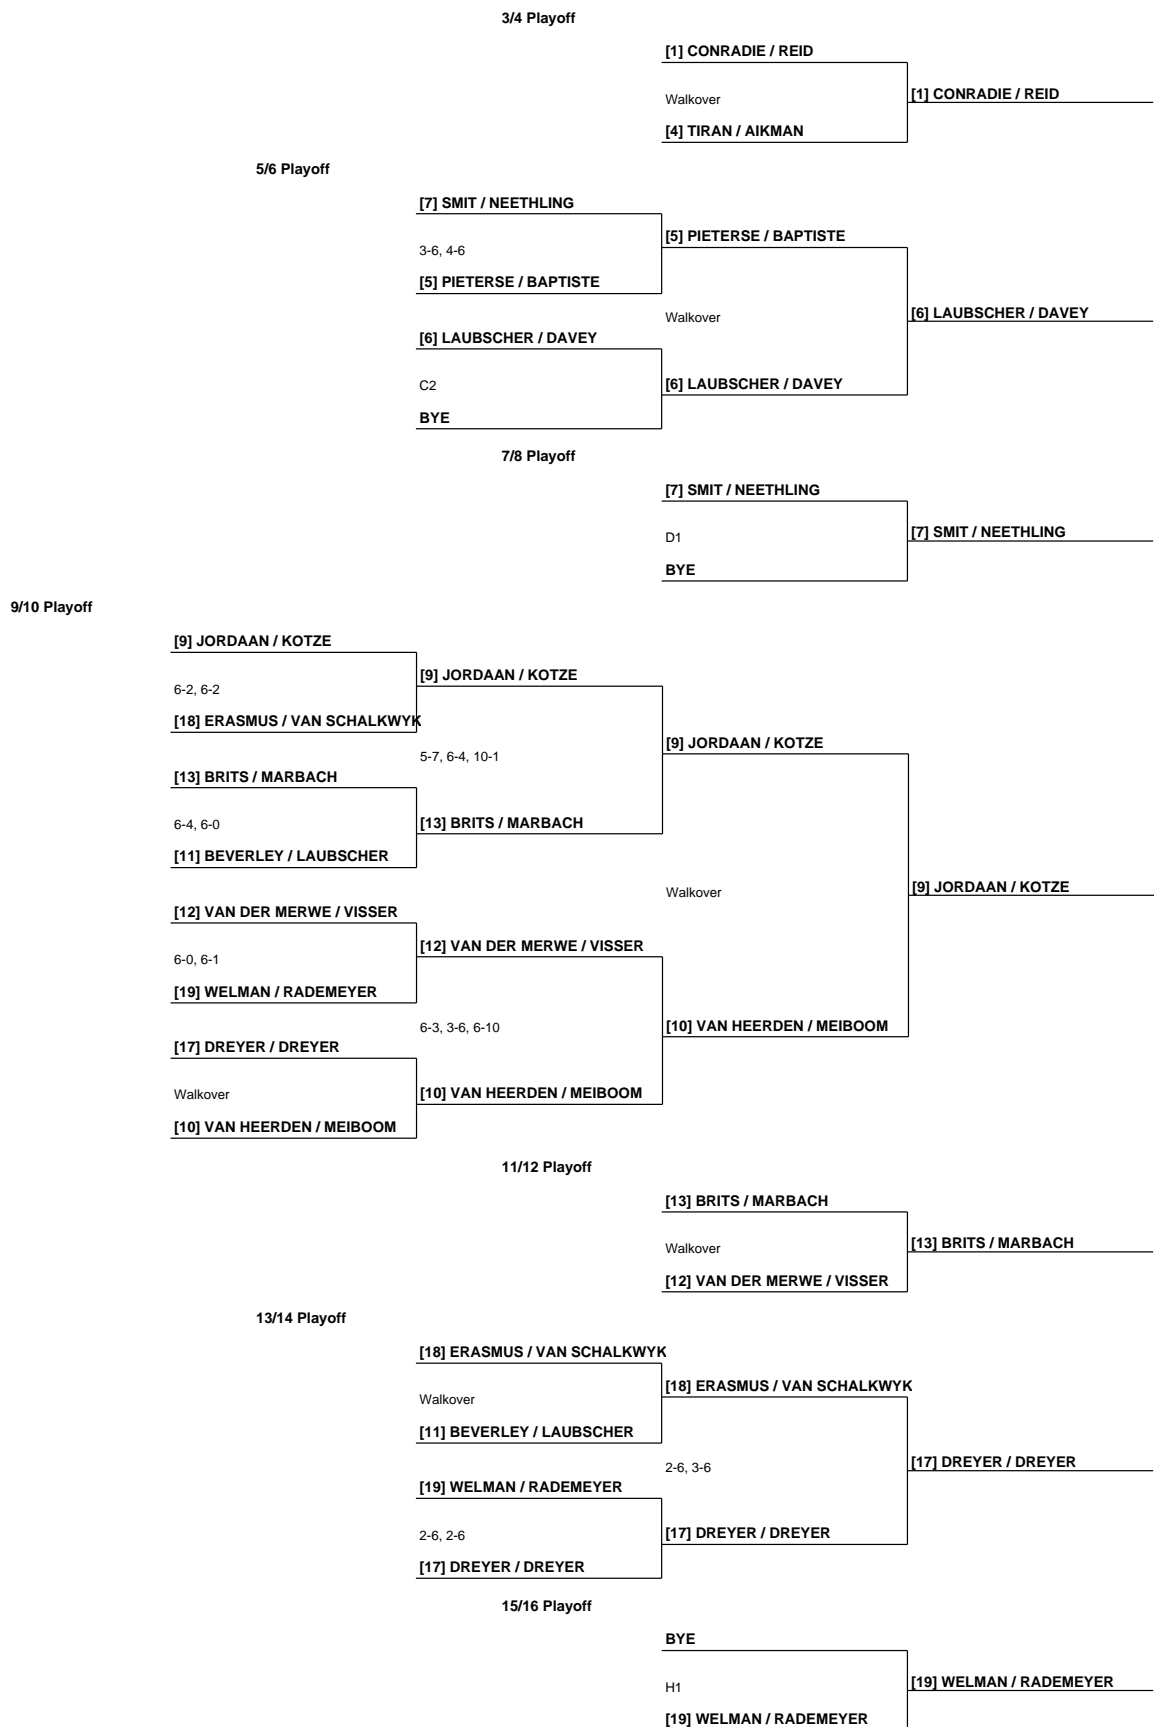 3/4 Playoff
[1] CONRADIE / REID
Walkover
[1] CONRADIE / REID
[4] TIRAN / AIKMAN
5/6 Playoff
[7] SMIT / NEETHLING
3-6, 4-6
[5] PIETERSE / BAPTISTE
[5] PIETERSE / BAPTISTE
Walkover
[6] LAUBSCHER / DAVEY
[6] LAUBSCHER / DAVEY
C2
[6] LAUBSCHER / DAVEY
BYE
7/8 Playoff
[7] SMIT / NEETHLING
D1
[7] SMIT / NEETHLING
BYE
9/10 Playoff
[9] JORDAAN / KOTZE
6-2, 6-2
[9] JORDAAN / KOTZE
[18] ERASMUS / VAN SCHALKWYK
5-7, 6-4, 10-1
[9] JORDAAN / KOTZE
[13] BRITS / MARBACH
6-4, 6-0
[13] BRITS / MARBACH
[11] BEVERLEY / LAUBSCHER
Walkover
[9] JORDAAN / KOTZE
[12] VAN DER MERWE / VISSER
6-0, 6-1
[12] VAN DER MERWE / VISSER
[19] WELMAN / RADEMEYER
6-3, 3-6, 6-10
[10] VAN HEERDEN / MEIBOOM
[17] DREYER / DREYER
Walkover
[10] VAN HEERDEN / MEIBOOM
[10] VAN HEERDEN / MEIBOOM
11/12 Playoff
[13] BRITS / MARBACH
Walkover
[13] BRITS / MARBACH
[12] VAN DER MERWE / VISSER
13/14 Playoff
[18] ERASMUS / VAN SCHALKWYK
Walkover
[18] ERASMUS / VAN SCHALKWYK
[11] BEVERLEY / LAUBSCHER
2-6, 3-6
[17] DREYER / DREYER
[19] WELMAN / RADEMEYER
2-6, 2-6
[17] DREYER / DREYER
[17] DREYER / DREYER
15/16 Playoff
BYE
H1
[19] WELMAN / RADEMEYER
[19] WELMAN / RADEMEYER